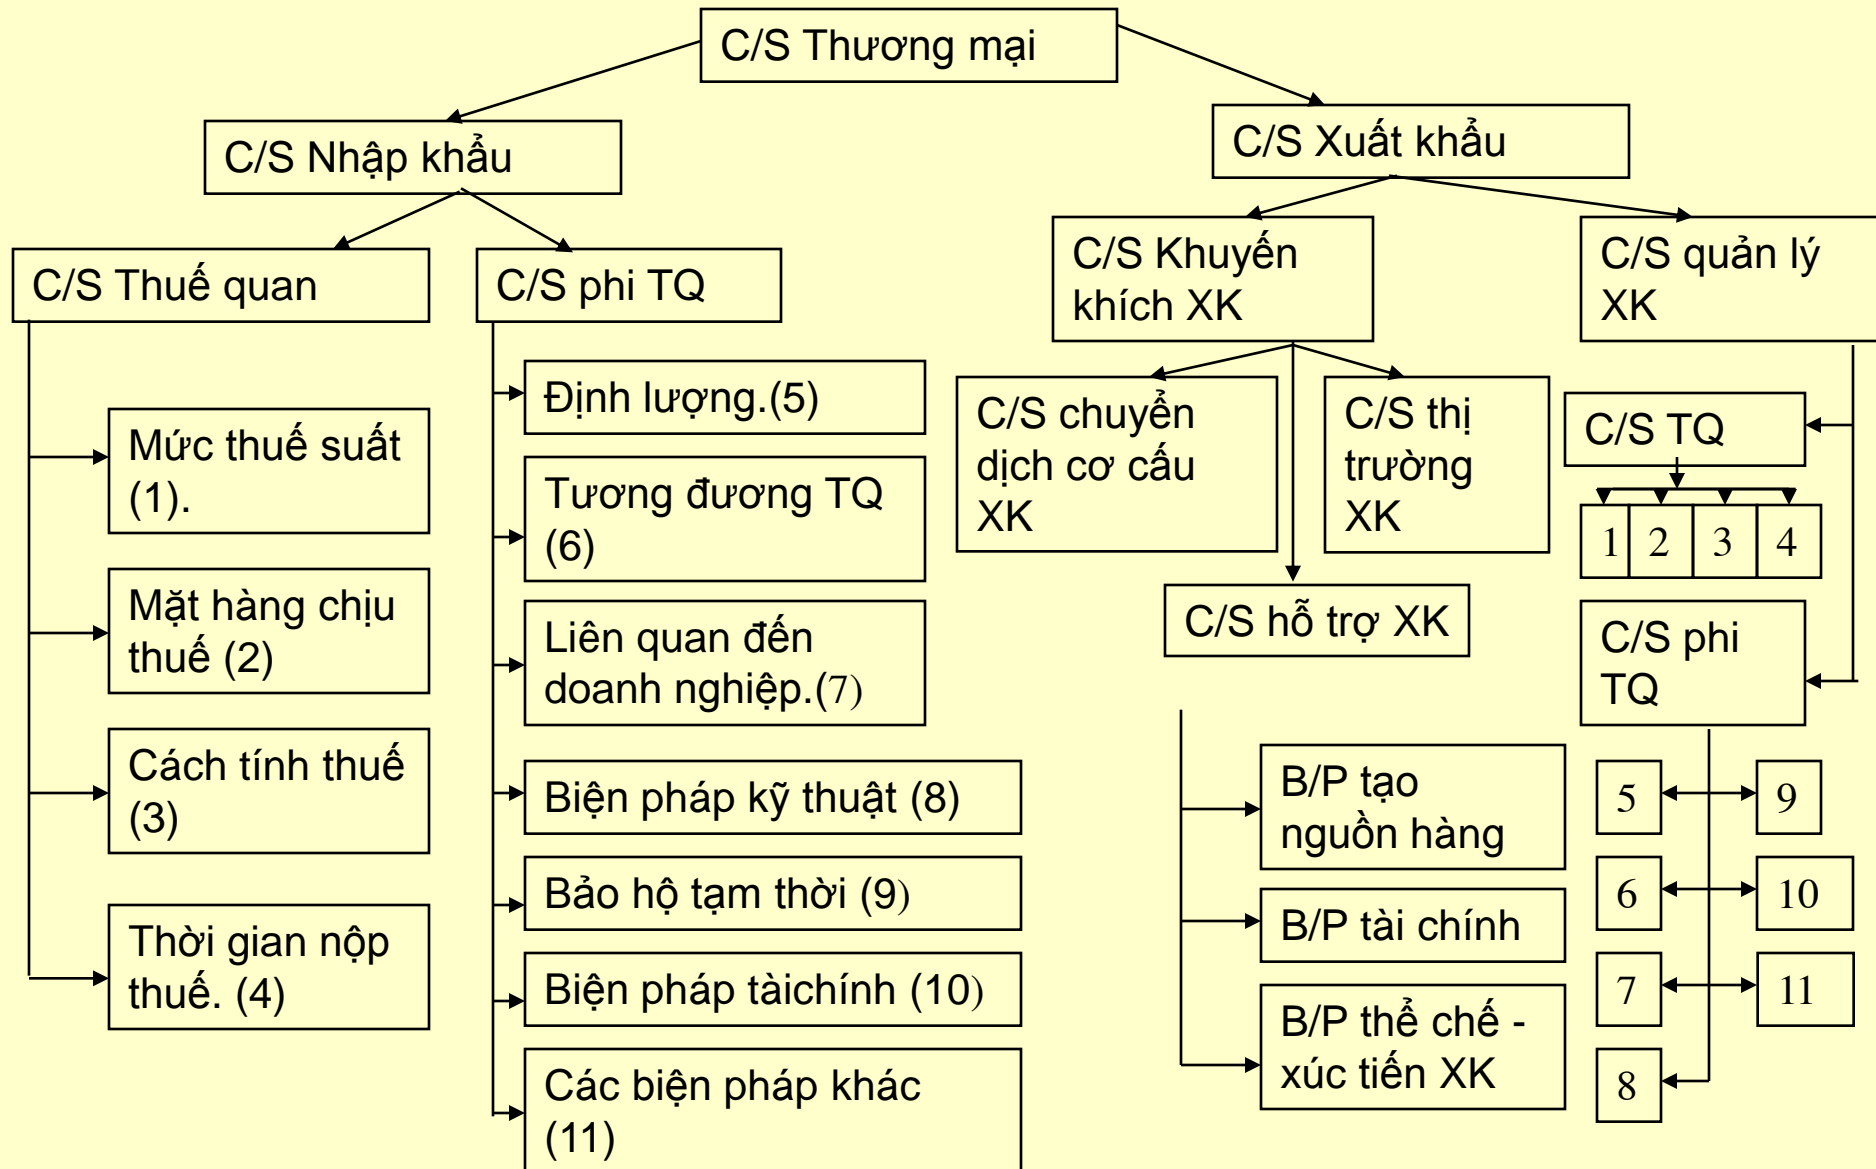 C/S Thương mại
C/S Nhập khẩu
C/S Xuất khẩu
C/S Thuế quan
C/S phi TQ
C/S Khuyến
khích XK
C/S quản lý
XK
Mức thuế suất
(1).
Mặt hàng chịu
thuế (2)
Cách tính thuế
(3)
Thời gian nộp
thuế. (4)
Định lượng.(5)
Tương đương TQ
(6)
Liên quan đến
doanh nghiệp.(7)
Biện pháp kỹ thuật (8)
Bảo hộ tạm thời (9)
Biện pháp tàichính (10)
Các biện pháp khác
(11)
C/S chuyển
dịch cơ cấu
XK
C/S thị
trường
XK
C/S hỗ trợ XK
B/P tạo
nguồn hàng
B/P tài chính
B/P thể chế -
xúc tiến XK
C/S TQ
1 2 3 4
C/S phi
TQ
5 9
6 10
7 11
8